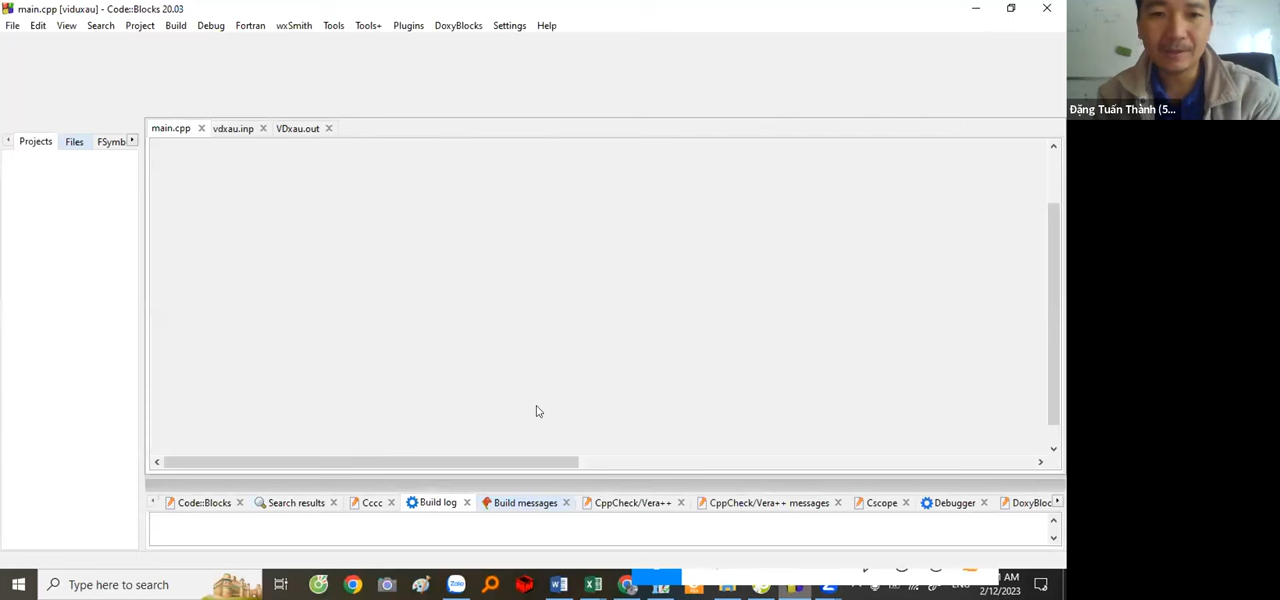 main.cpp [viduxau] - Code::Blocks 20.03
File Edit View Search Project Build Debug Fortran wxSmith Tools Tools+ Plugins DoxyBlocks Settings Help
Đặng Tuấn Thành (5...
main.cpp vdxau.inp VDxau.out
Projects Files FSymb
Code::Blocks Search results Cccc Build log Build messages CppCheck/Vera++ CppCheck/Vera++ messages Cscope Debugger DoxyBloc
Type here to search
Zalo
AM
2/12/2023